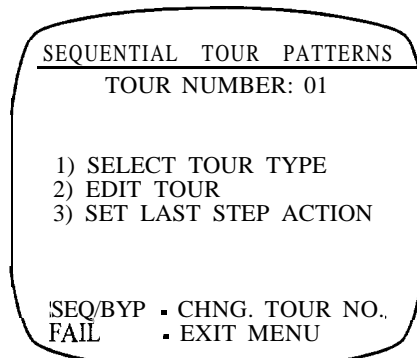 SEQUENTIAL TOUR PATTERNS
TOUR NUMBER: 01
1) SELECT TOUR TYPE
2) EDIT TOUR
3) SET LAST STEP ACTION
SEQ/BYP - CHNG. TOUR NO.
FAIL - EXIT MENU